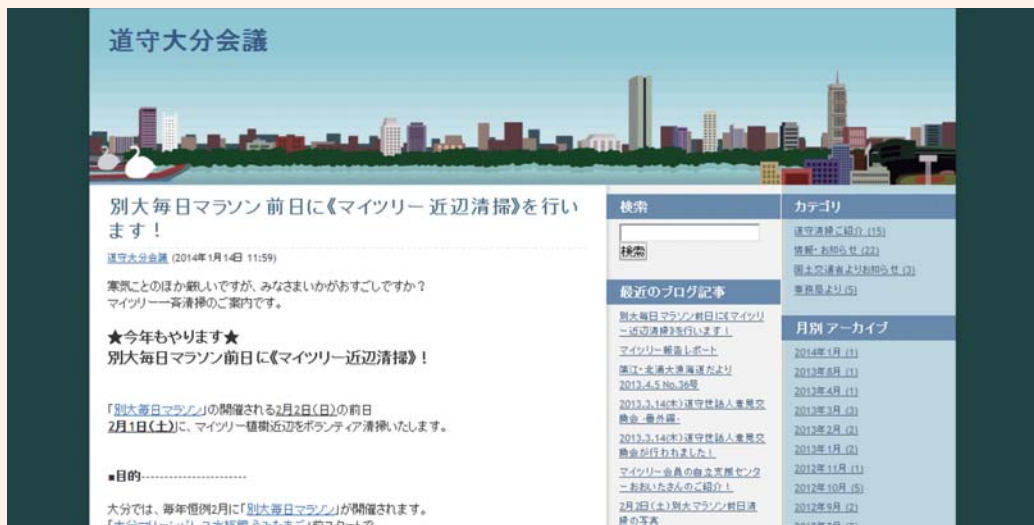 道守大分会議
別大毎日マラソン前日に《マイツリー近辺清掃》を行い
ます！
道守大分会議 (2014年1月14日 11:59)
寒気ことのほか厳しいですが、みなさまいかがおすごしですか？
マイツリー一斉清掃のご案内です。
★今年もやります★
別大毎日マラソン前日に《マイツリー近辺清掃》！
「別大毎日マラソン」の開催される2月2日(日)の前日
2月1日(土)に、マイツリー植樹近辺をボランティア清掃いたします。
■目的-----------------------
大分では、毎年恒例2月に「別大毎日マラソン」が開催されます。
検索
検索
最近のブログ記事
別大毎日マラソン前日に《マイツリ
ー近辺清掃》を行います！
マイツリー報告レポート
蒲江・北浦大漁海道だより
2013.4.5 No.36号
2013.3.14(木)道守世話人意見交
換会 -番外編-
2013.3.14(木)道守世話人意見交
換会が行われました！
マイツリー会員の自立支援センタ
ーおおいたさんのご紹介！
2月2日(土)別大マラソン前日清
掃の写真
カテゴリ
道守清掃ご紹介 (15)
情報・お知らせ (22)
国土交通省よりお知らせ (3)
事務局より (5)
月別 アーカイブ
2014年1月 (1)
2013年8月 (1)
2013年4月 (1)
2013年3月 (3)
2013年2月 (2)
2013年1月 (2)
2012年11月 (1)
2012年10月 (5)
2012年9月 (2)